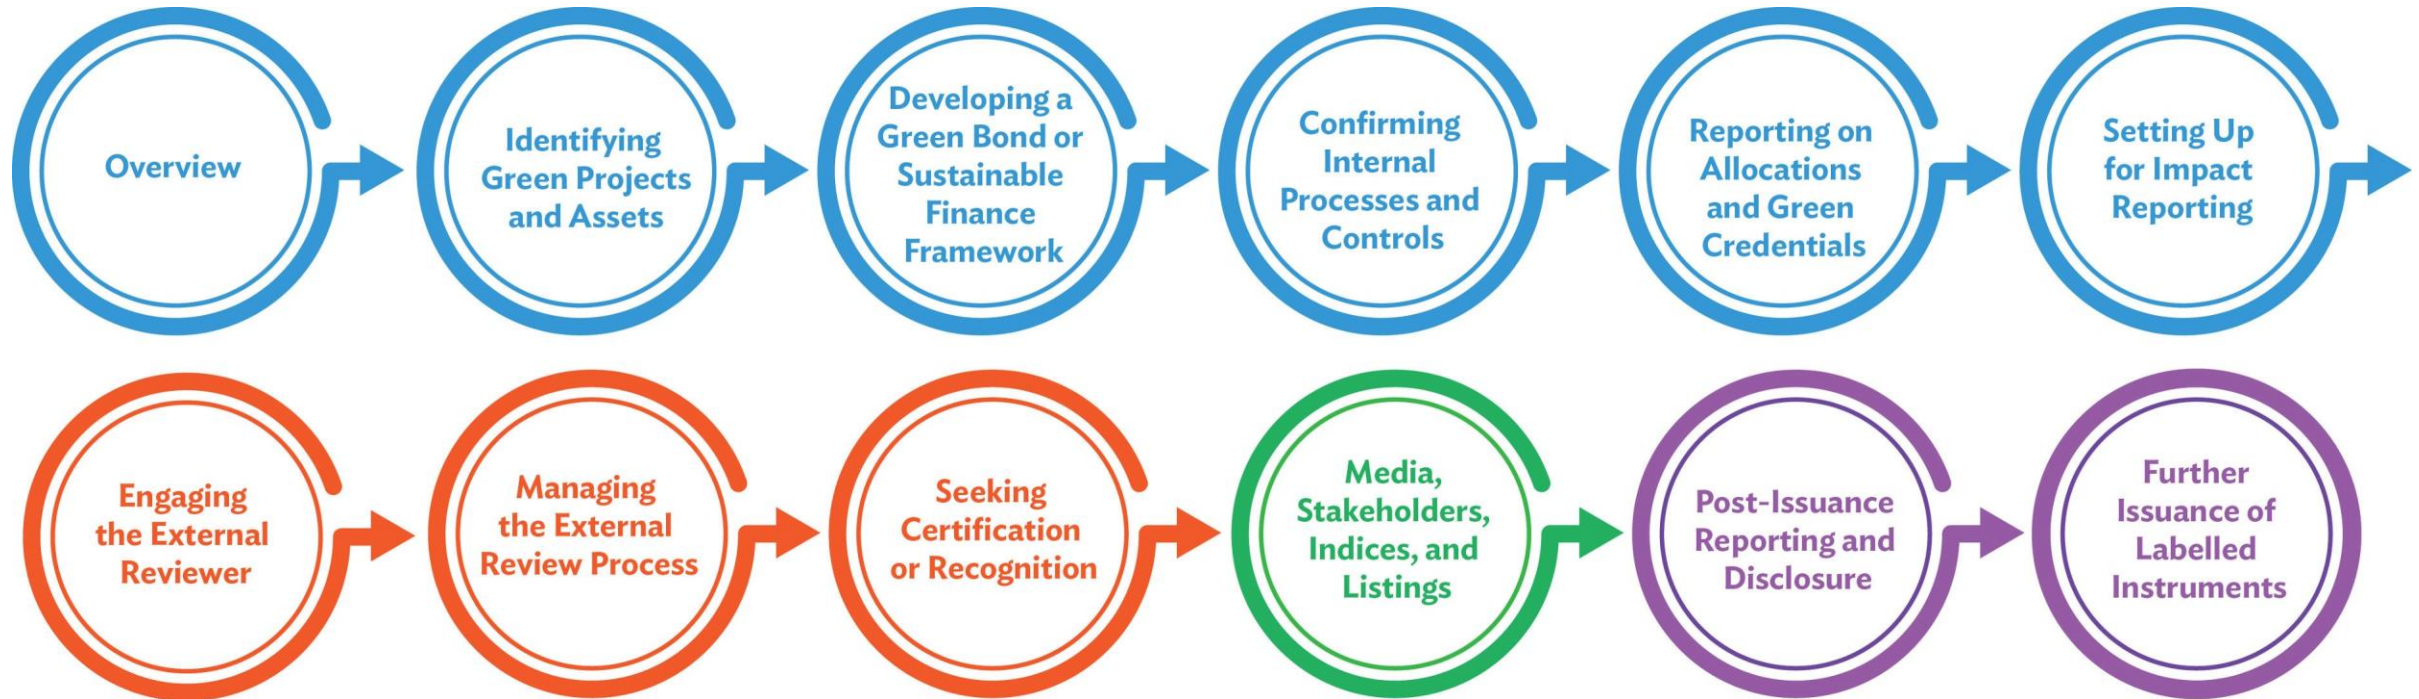 Overview
Identifying
Green Projects
and Assets
Developing a
Green Bond or
Sustainable
Finance
Framework
Confirming
Internal
Processes and
Controls
Reporting on
Allocations
and Green
Credentials
Setting Up
for Impact
Reporting
Engaging
the External
Reviewer
Managing
the External
Review Process
Seeking
Certification
or Recognition
Media,
Stakeholders,
Indices, and
Listings
Post-Issuance
Reporting and
Disclosure
Further
Issuance of
Labelled
Instruments